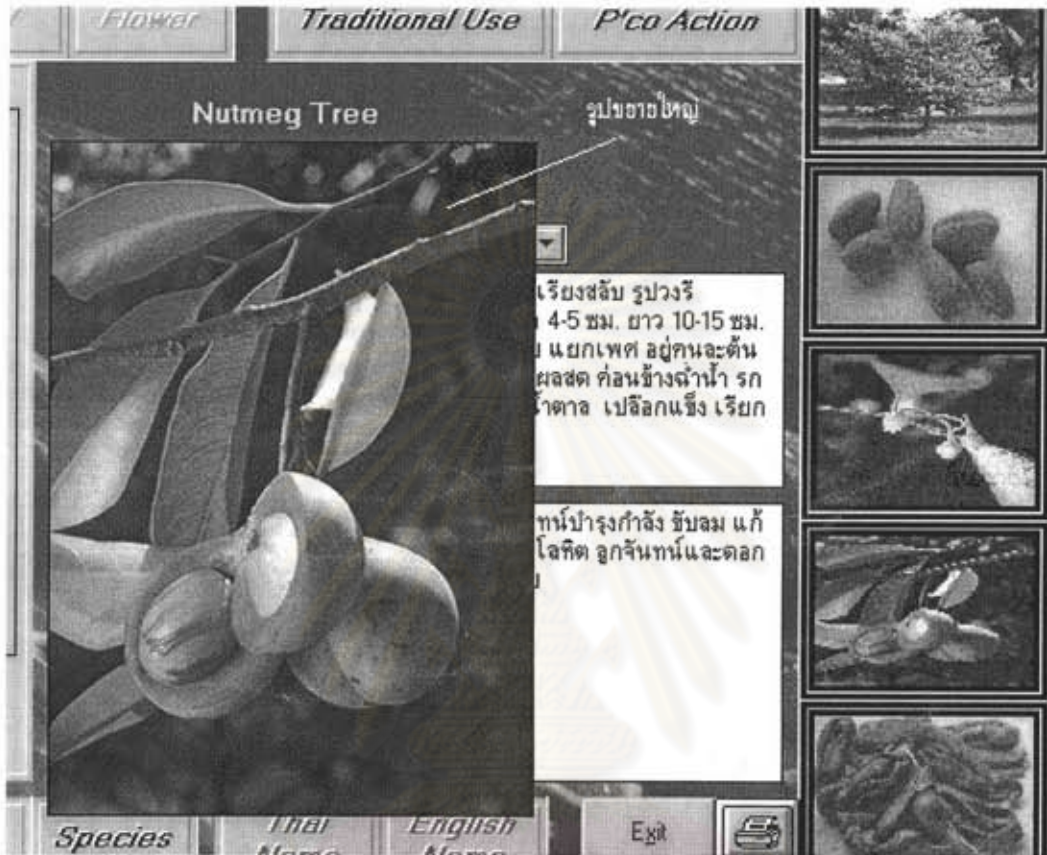 Flower
Traditional Use
P'co Action
Nutmeg Tree
รูปขยายใหญ่
เรียงสลับ รูปวงรี
4-5 ซม. ยาว 10-15 ซม.
แยกเพศ อยู่คนละต้น
ผลสด ค่อนข้างฉ่ำน้ำ รก
น้ำตาล เปลือกแข็ง เรียก
ทน์บำรุงกำลัง ขับลม แก้
โลหิต ลูกจันทน์และดอก
Species
Thai
Name
English
Name
Exit